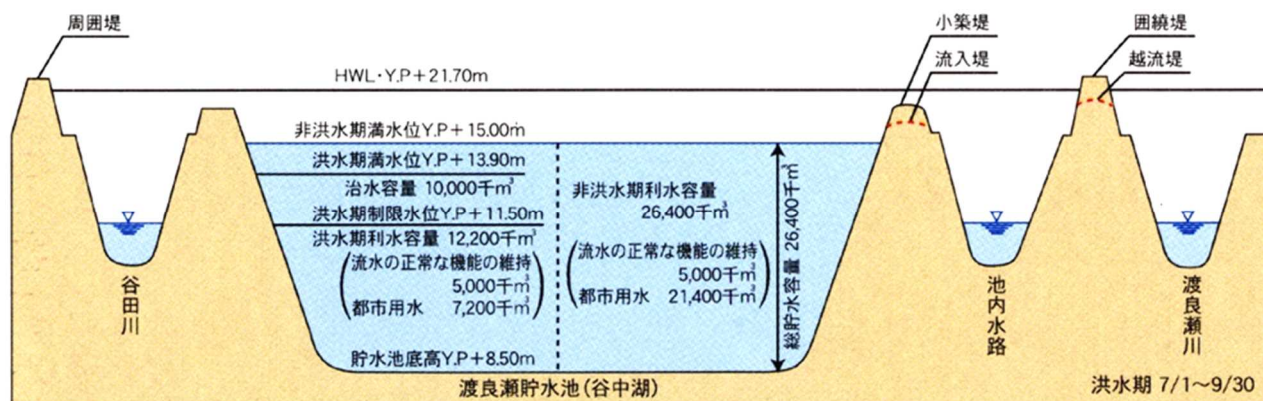 周囲堤
小築堤
囲繞堤
流入堤
越流堤
HWL・Y.P+21.70m
非洪水期満水位Y.P+15.00m
洪水期満水位Y.P+13.90m
治水容量 10,000千m³
洪水期制限水位Y.P+11.50m
洪水期利水容量 12,200千m³
(流水の正常な機能の維持
5,000千m³
都市用水 7,200千m³)
非洪水期利水容量
26,400千m³
(流水の正常な機能の維持
5,000千m³
都市用水 21,400千m³)
総貯水容量 26,400千m³
貯水池底高Y.P+8.50m
谷田川
池内水路
渡良瀬川
渡良瀬貯水池(谷中湖)
洪水期 7/1〜9/30